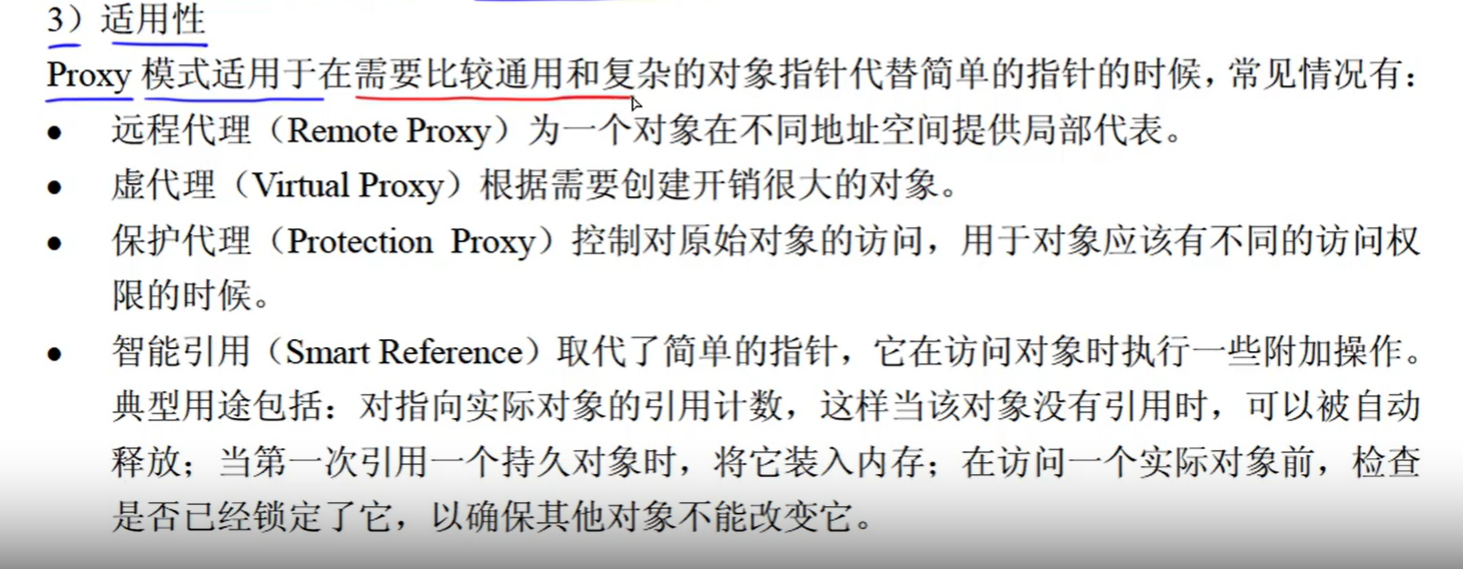 3）适用性
Proxy 模式适用于在需要比较通用和复杂的对象指针代替简单的指针的时候，常见情况有：
● 远程代理（Remote Proxy）为一个对象在不同地址空间提供局部代表。
● 虚代理（Virtual Proxy）根据需要创建开销很大的对象。
● 保护代理（Protection Proxy）控制对原始对象的访问，用于对象应该有不同的访问权
限的时候。
● 智能引用（Smart Reference）取代了简单的指针，它在访问对象时执行一些附加操作。
典型用途包括：对指向实际对象的引用计数，这样当该对象没有引用时，可以被自动
释放；当第一次引用一个持久对象时，将它装入内存；在访问一个实际对象前，检查
是否已经锁定了它，以确保其他对象不能改变它。